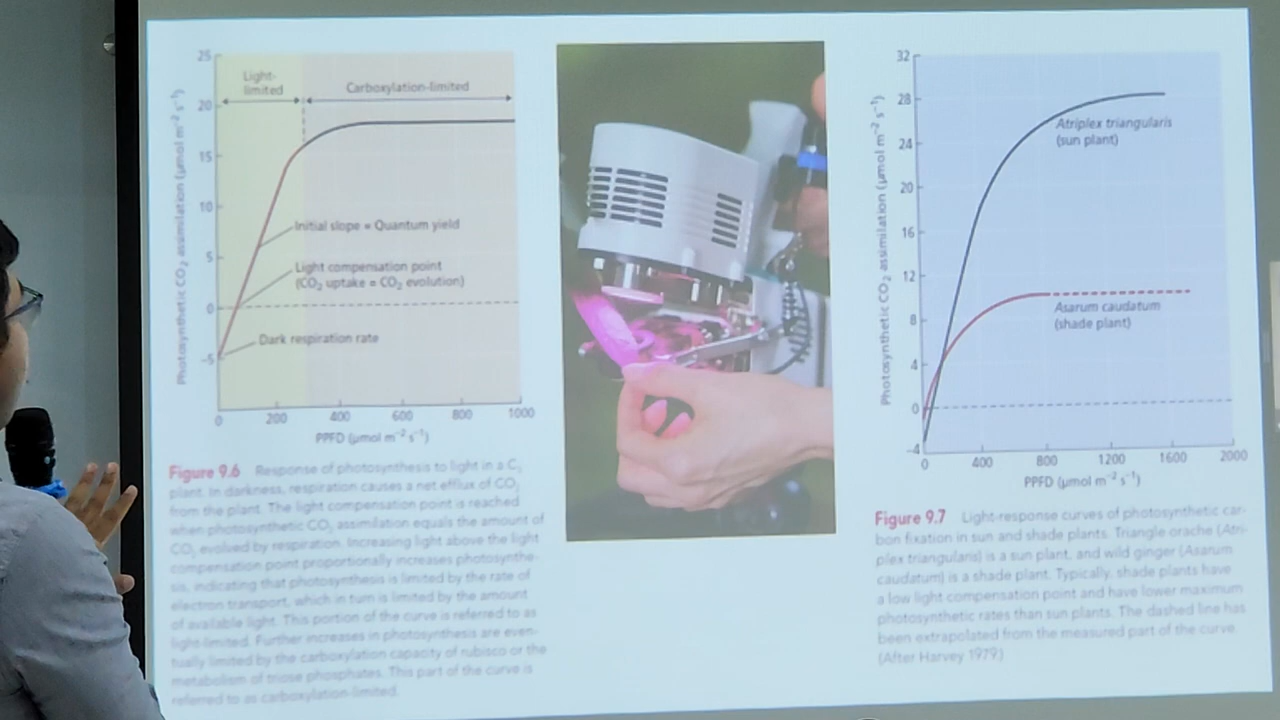 25
20
15
10
5
0
-5
Photosynthetic CO₂ assimilation (μmol m⁻² s⁻¹)
Light-
limited
Carboxylation-limited
Initial slope = Quantum yield
Light compensation point
(CO₂ uptake = CO₂ evolution)
Dark respiration rate
0 200 400 600 800 1000
PPFD (μmol m⁻² s⁻¹)
Figure 9.6 Response of photosynthesis to light in a C₃
plant. In darkness, respiration causes a net efflux of CO₂
from the plant. The light compensation point is reached
when photosynthetic CO₂ assimilation equals the amount of
CO₂ evolved by respiration. Increasing light above the light
compensation point proportionally increases photosynthe-
sis, indicating that photosynthesis is limited by the rate of
electron transport, which in turn is limited by the amount
of available light. This portion of the curve is referred to as
light-limited. Further increases in photosynthesis are even-
tually limited by the carboxylation capacity of rubisco or the
metabolism of triose phosphates. This part of the curve is
referred to as carboxylation-limited.
32
28
24
20
16
12
8
4
0
-4
Photosynthetic CO₂ assimilation (μmol m⁻² s⁻¹)
Atriplex triangularis
(sun plant)
Asarum caudatum
(shade plant)
0 400 800 1200 1600 2000
PPFD (μmol m⁻² s⁻¹)
Figure 9.7 Light-response curves of photosynthetic car-
bon fixation in sun and shade plants. Triangle orache (Atri-
plex triangularis) is a sun plant, and wild ginger (Asarum
caudatum) is a shade plant. Typically, shade plants have
a low light compensation point and have lower maximum
photosynthetic rates than sun plants. The dashed line has
been extrapolated from the measured part of the curve.
(After Harvey 1979.)